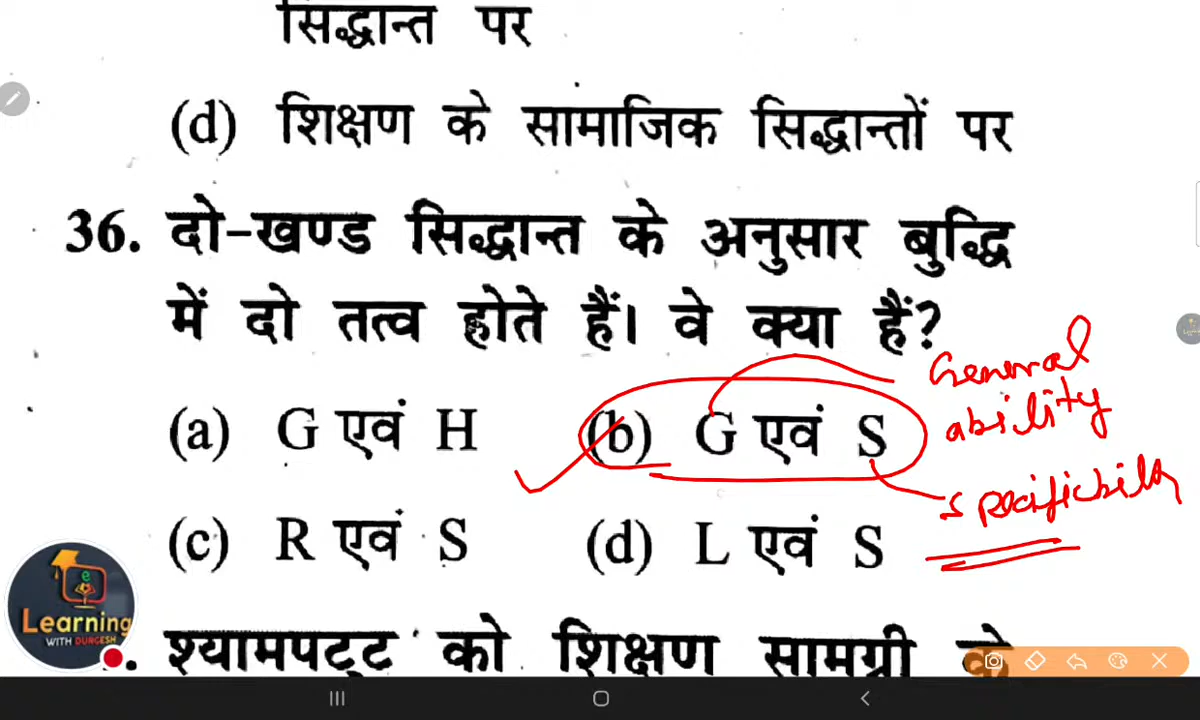 सिद्धान्त पर
(d) शिक्षण के सामाजिक सिद्धान्तों पर
36. दो-खण्ड सिद्धान्त के अनुसार बुद्धि
में दो तत्व होते हैं। वे क्या हैं?
General
ability
(a) G एवं H (b) G एवं S
(c) R एवं S (d) L एवं S
e
Learning
WITH DURGESH
श्यामपट्ट को शिक्षण सामग्री